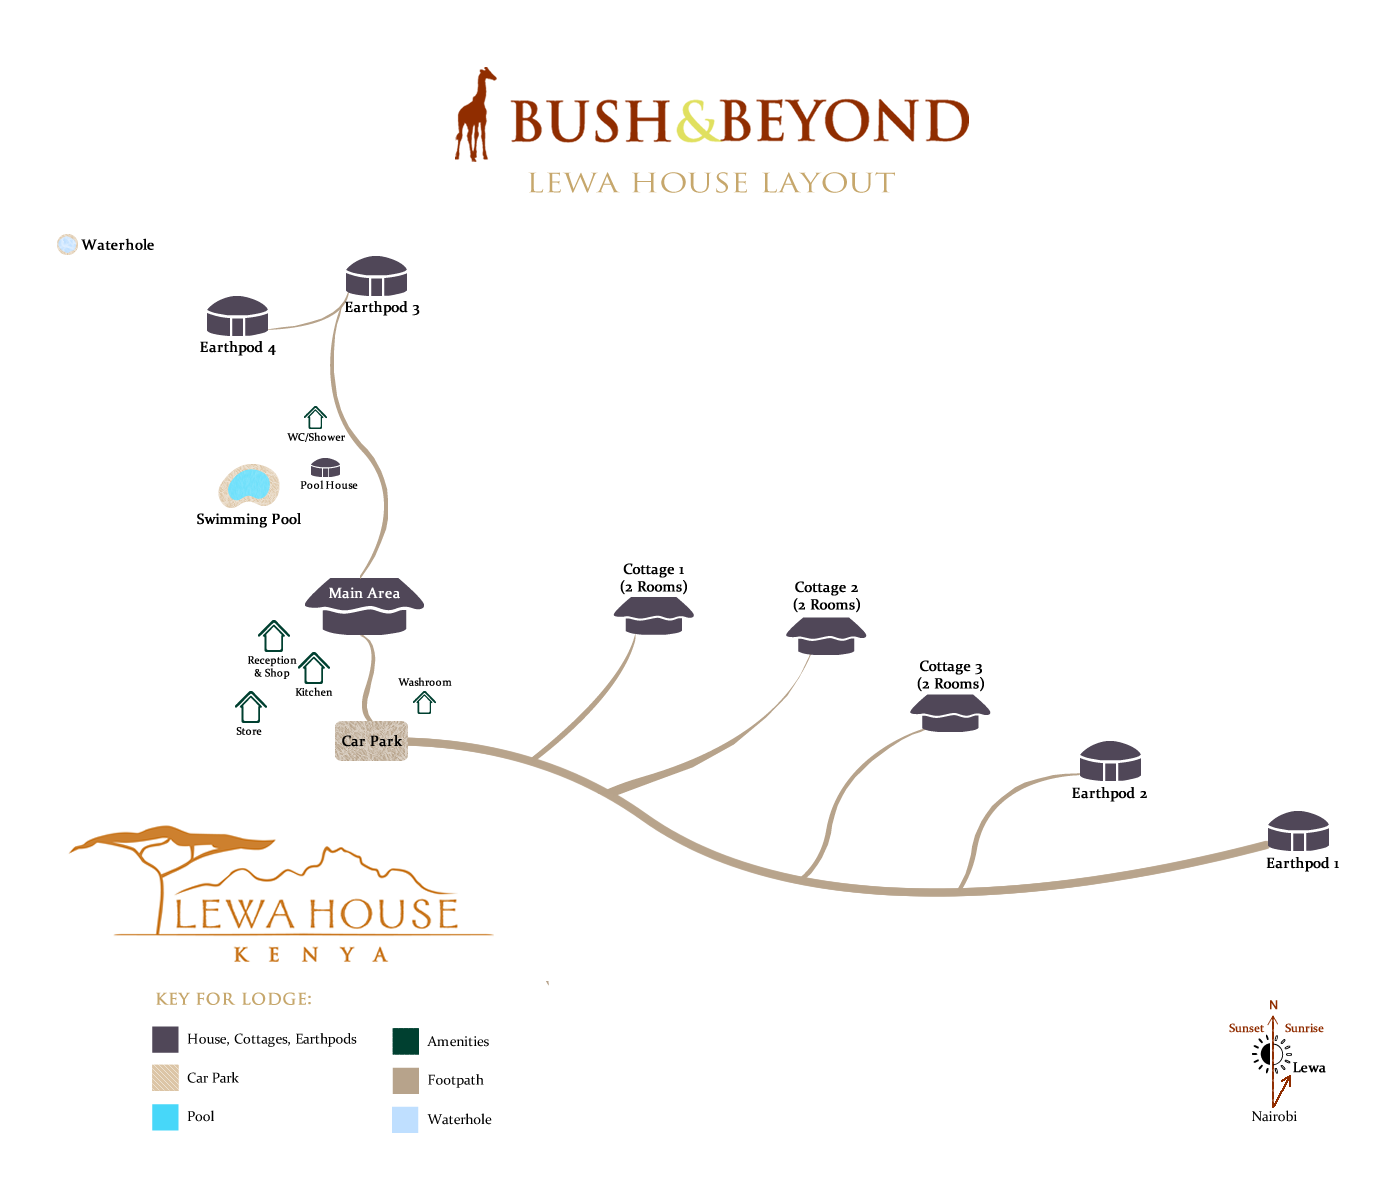 BUSH&BEYOND
LEWA HOUSE LAYOUT
Waterhole
Earthpod 3
Earthpod 4
WC/Shower
Pool House
Swimming Pool
Main Area
Reception
& Shop
Kitchen
Store
Washroom
Car Park
Cottage 1
(2 Rooms)
Cottage 2
(2 Rooms)
Cottage 3
(2 Rooms)
Earthpod 2
Earthpod 1
LEWA HOUSE
KENYA
KEY FOR LODGE:
House, Cottages, Earthpods
Car Park
Pool
Amenities
Footpath
Waterhole
N
Sunset Sunrise
Lewa
Nairobi